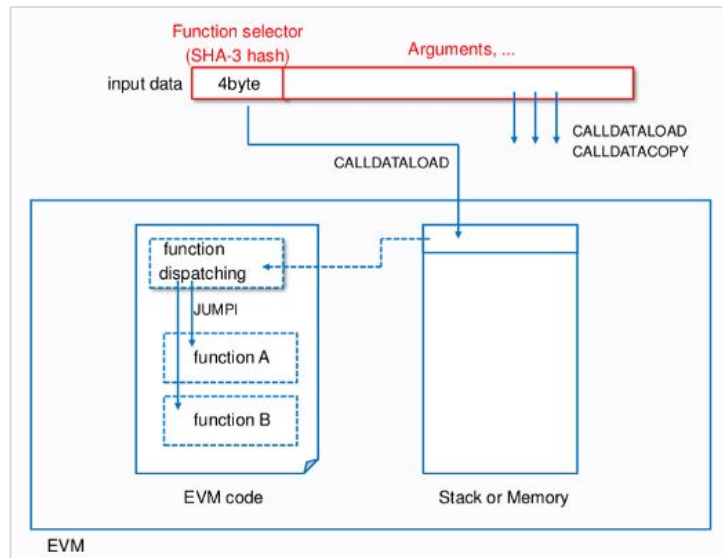 Function selector
(SHA-3 hash)
Arguments, ...
input data
4byte
CALLDATALOAD
CALLDATACOPY
CALLDATALOAD
function
dispatching
JUMPI
function A
function B
EVM code
Stack or Memory
EVM